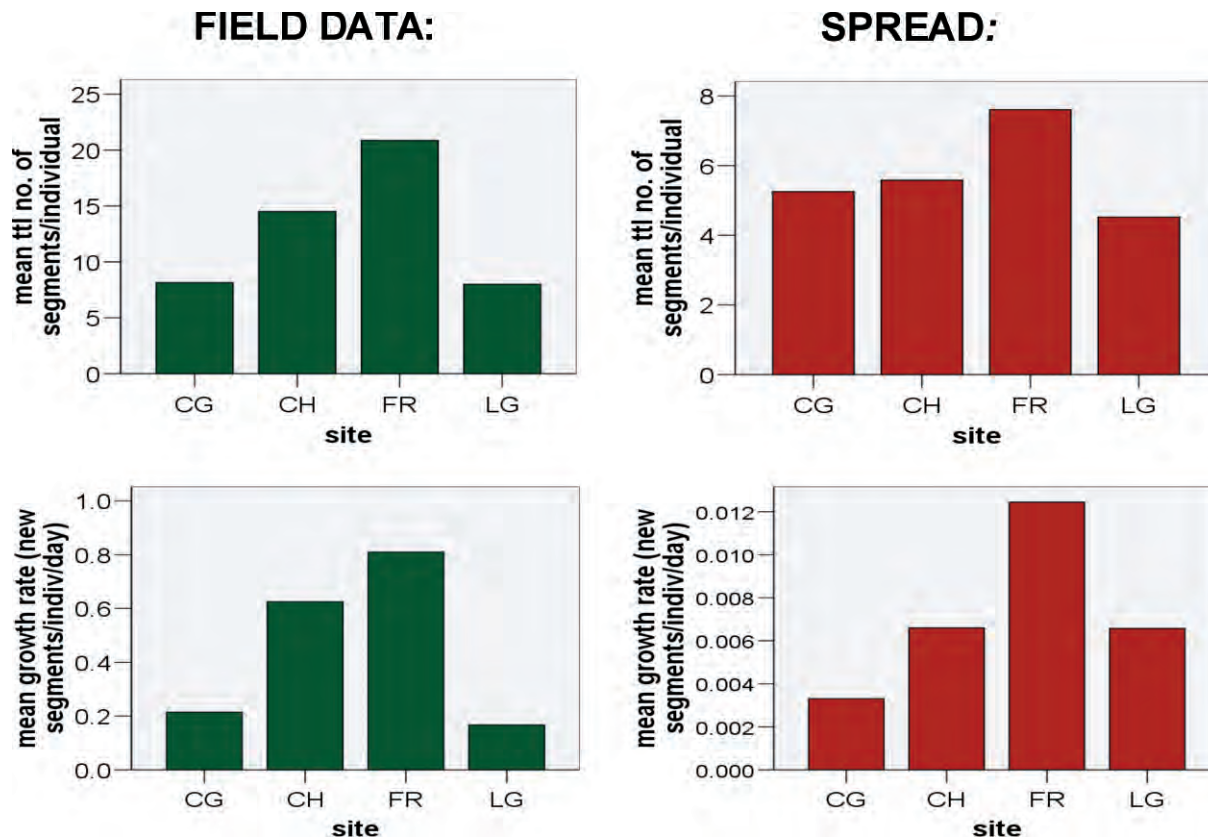 FIELD DATA:
SPREAD:
mean ttl no. of
segments/individual
25
20
15
10
5
0
CG CH FR LG
site
mean ttl no. of
segments/individual
8
6
4
2
0
CG CH FR LG
site
mean growth rate (new
segments/indiv/day)
1.0
0.8
0.6
0.4
0.2
0.0
CG CH FR LG
site
mean growth rate (new
segments/indiv/day)
0.012
0.010
0.008
0.006
0.004
0.002
0.000
CG CH FR LG
site